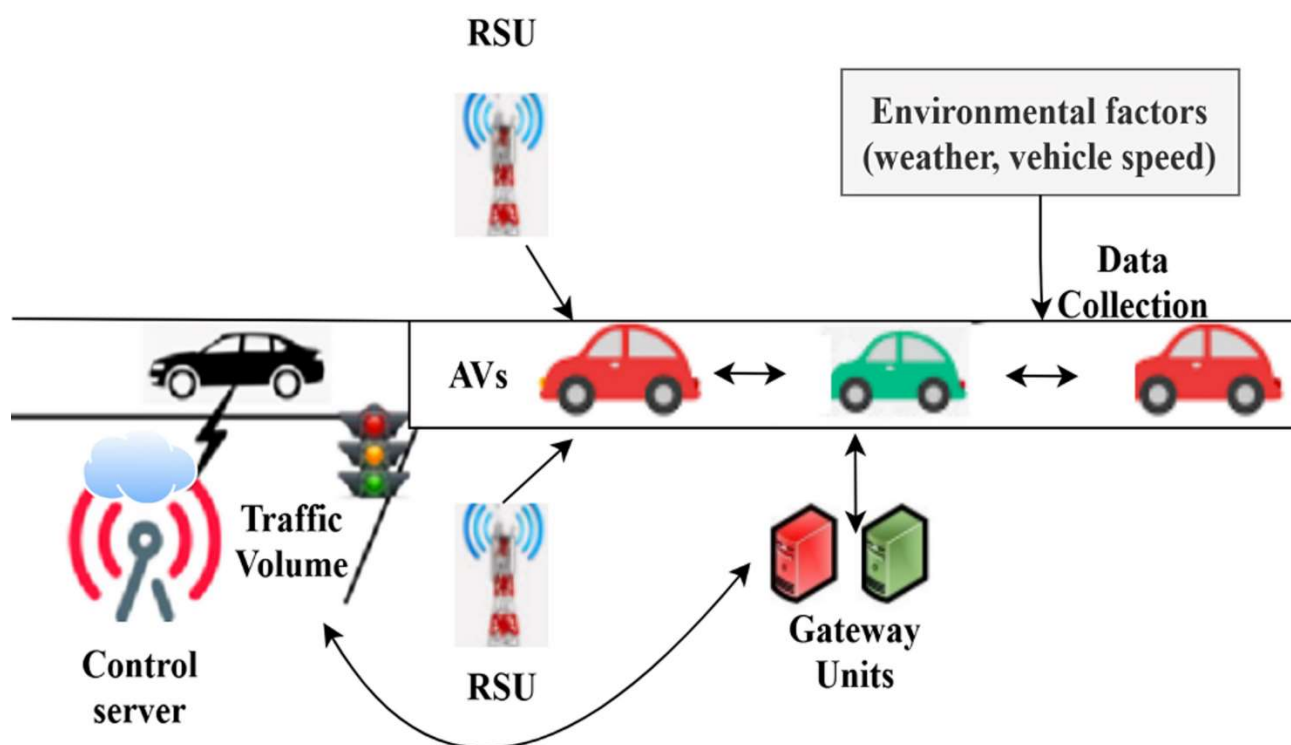 RSU
Environmental factors
(weather, vehicle speed)
Data
Collection
AVs
Traffic
Volume
Control
server
RSU
Gateway
Units